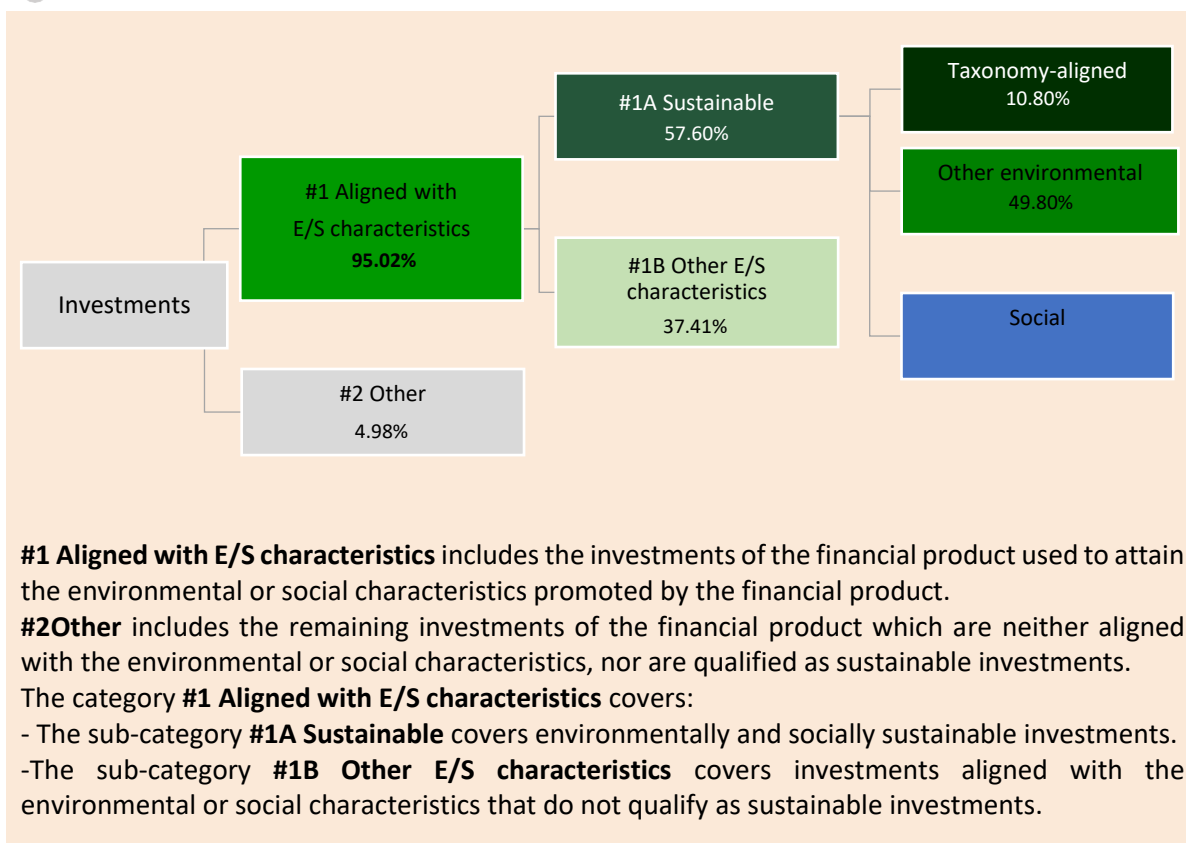 Investments
#1 Aligned with
E/S characteristics
95.02%
#2 Other
4.98%
#1A Sustainable
57.60%
#1B Other E/S
characteristics
37.41%
Taxonomy-aligned
10.80%
Other environmental
49.80%
Social
#1 Aligned with E/S characteristics includes the investments of the financial product used to attain
the environmental or social characteristics promoted by the financial product.
#2Other includes the remaining investments of the financial product which are neither aligned
with the environmental or social characteristics, nor are qualified as sustainable investments.
The category #1 Aligned with E/S characteristics covers:
- The sub-category #1A Sustainable covers environmentally and socially sustainable investments.
-The sub-category #1B Other E/S characteristics covers investments aligned with the
environmental or social characteristics that do not qualify as sustainable investments.